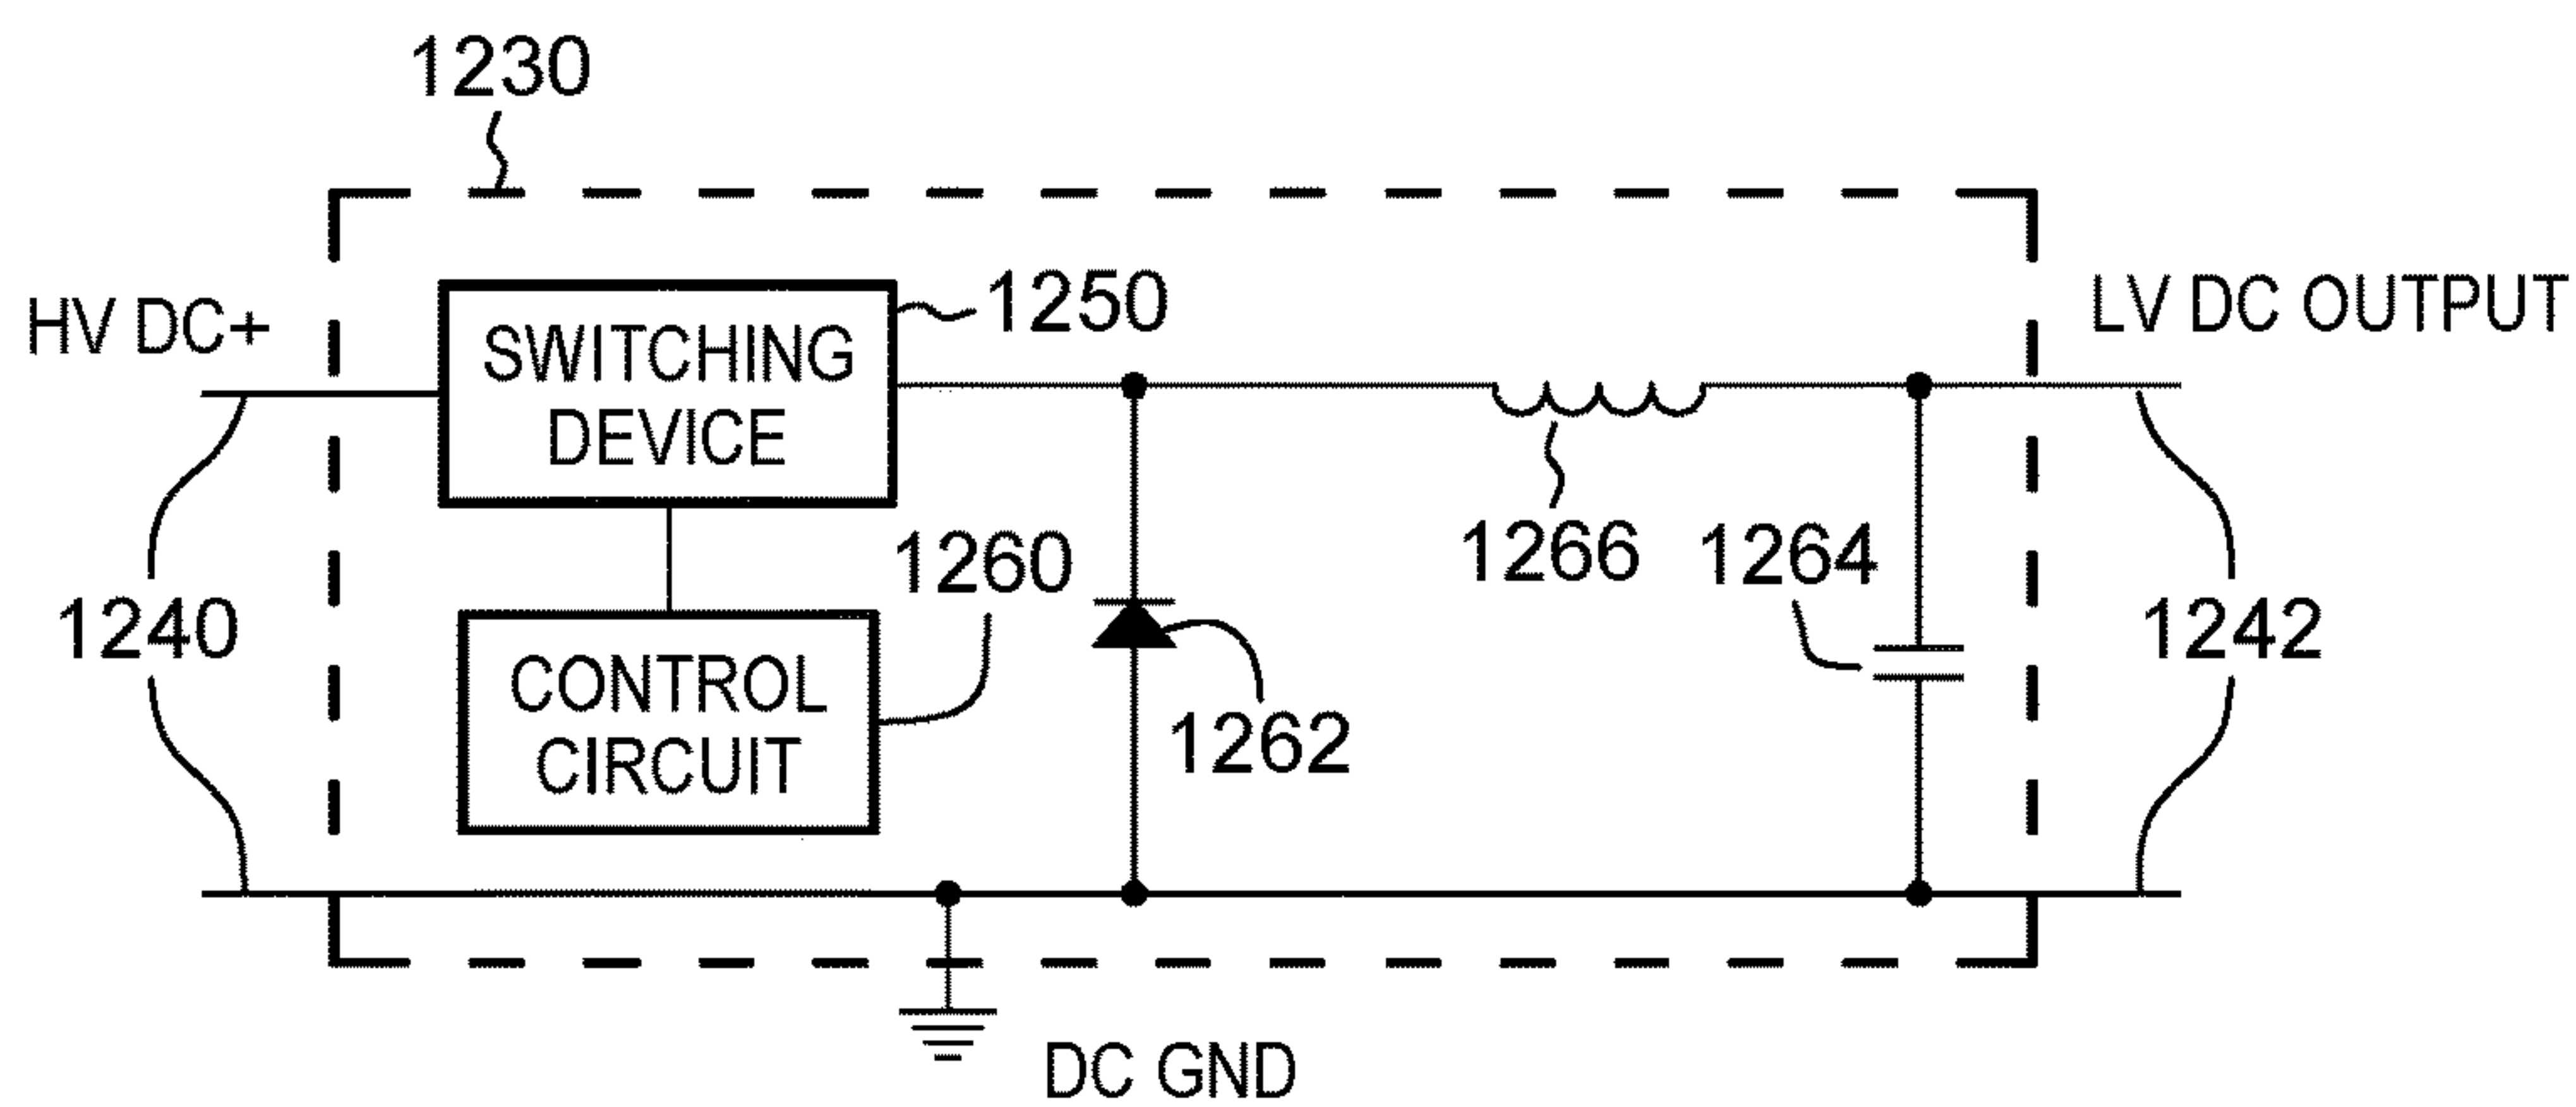 1230
HV DC+
SWITCHING
DEVICE
1250
LV DC OUTPUT
1240
CONTROL
CIRCUIT
1260
1262
1266
1264
1242
DC GND